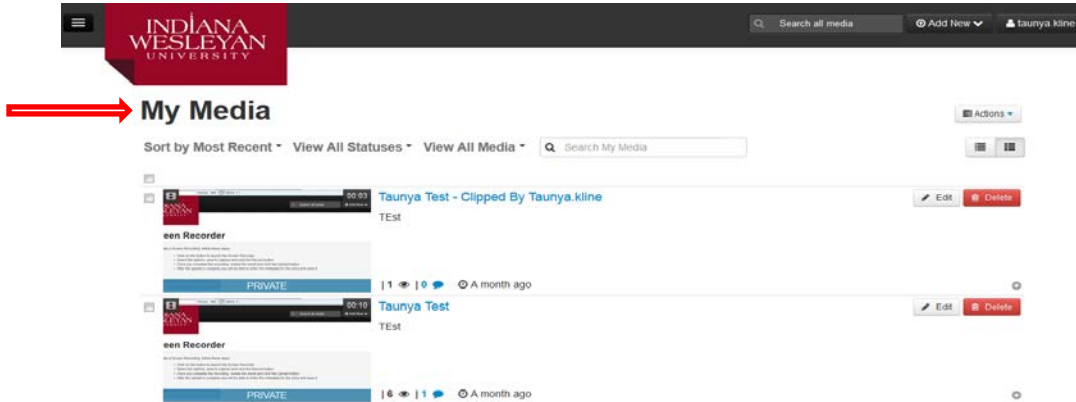 INDIANA
WESLEYAN
UNIVERSITY
Search all media
Add New
taunya.kline
My Media
Actions
Sort by Most Recent View All Statuses View All Media Search My Media
00:03
Taunya Test - Clipped By Taunya.kline
Edit Delete
TEst
een Recorder
PRIVATE
| 1 | 0 A month ago
00:10
Taunya Test
Edit Delete
TEst
een Recorder
PRIVATE
| 6 | 1 A month ago